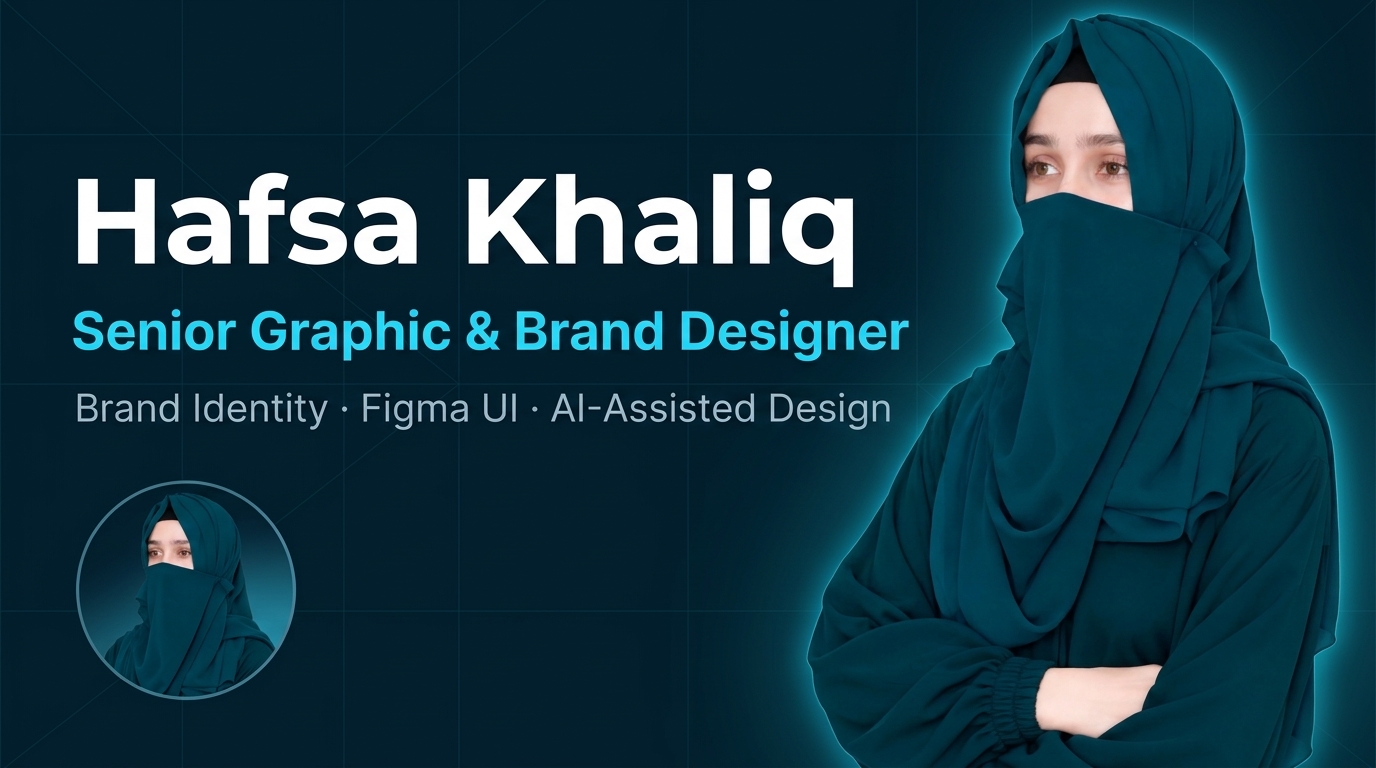 Hafsa Khaliq
Senior Graphic & Brand Designer
Brand Identity · Figma UI · AI-Assisted Design